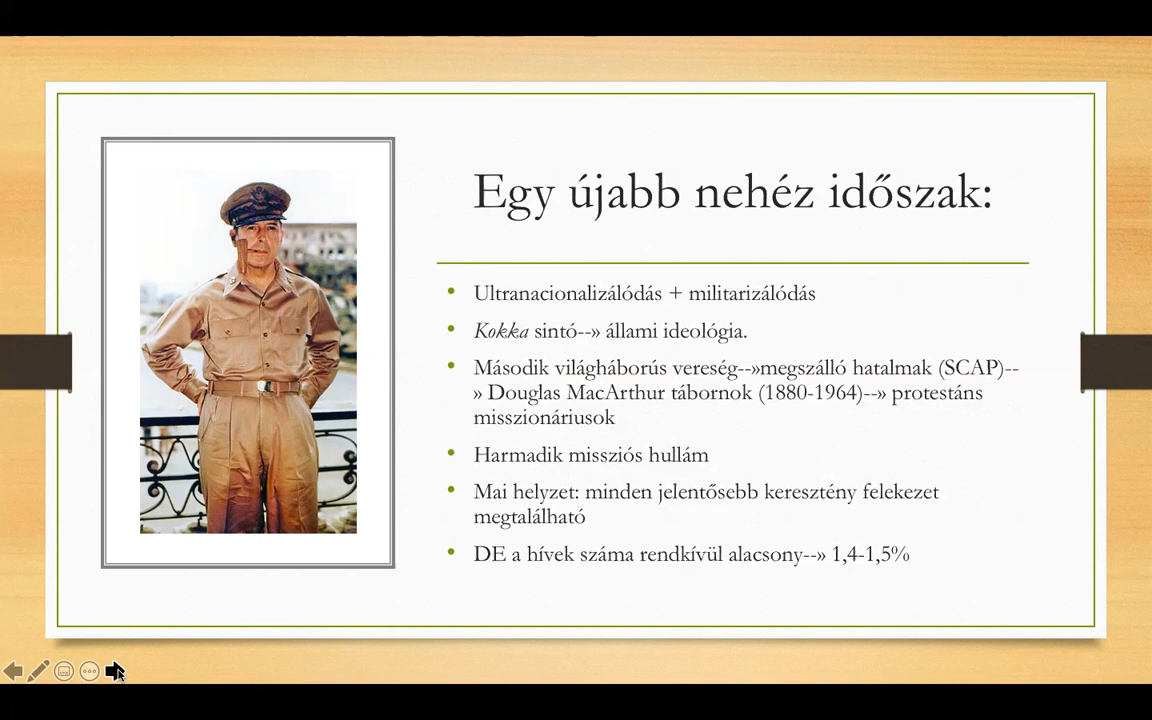 Egy újabb nehéz időszak:
• Ultranacionalizálódás + militarizálódás
• Kokka sintó--» állami ideológia.
• Második világháborús vereség--»megszálló hatalmak (SCAP)--
» Douglas MacArthur tábornok (1880-1964)--» protestáns
misszionáriusok
• Harmadik missziós hullám
• Mai helyzet: minden jelentősebb keresztény felekezet
megtalálható
• DE a hívek száma rendkívül alacsony--» 1,4-1,5%